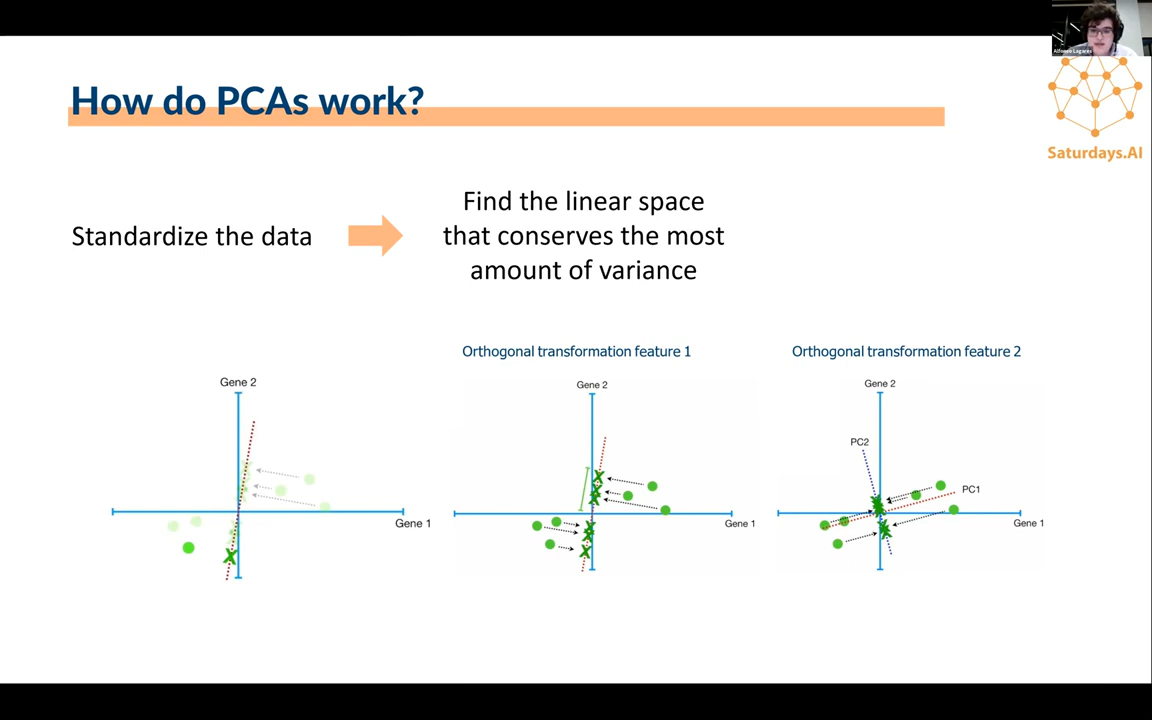 Alfonso Lagares
Saturdays.AI
How do PCAs work?
Standardize the data
Find the linear space
that conserves the most
amount of variance
Orthogonal transformation feature 1
Orthogonal transformation feature 2
Gene 2
Gene 1
Gene 2
Gene 1
Gene 2
PC2
PC1
Gene 1